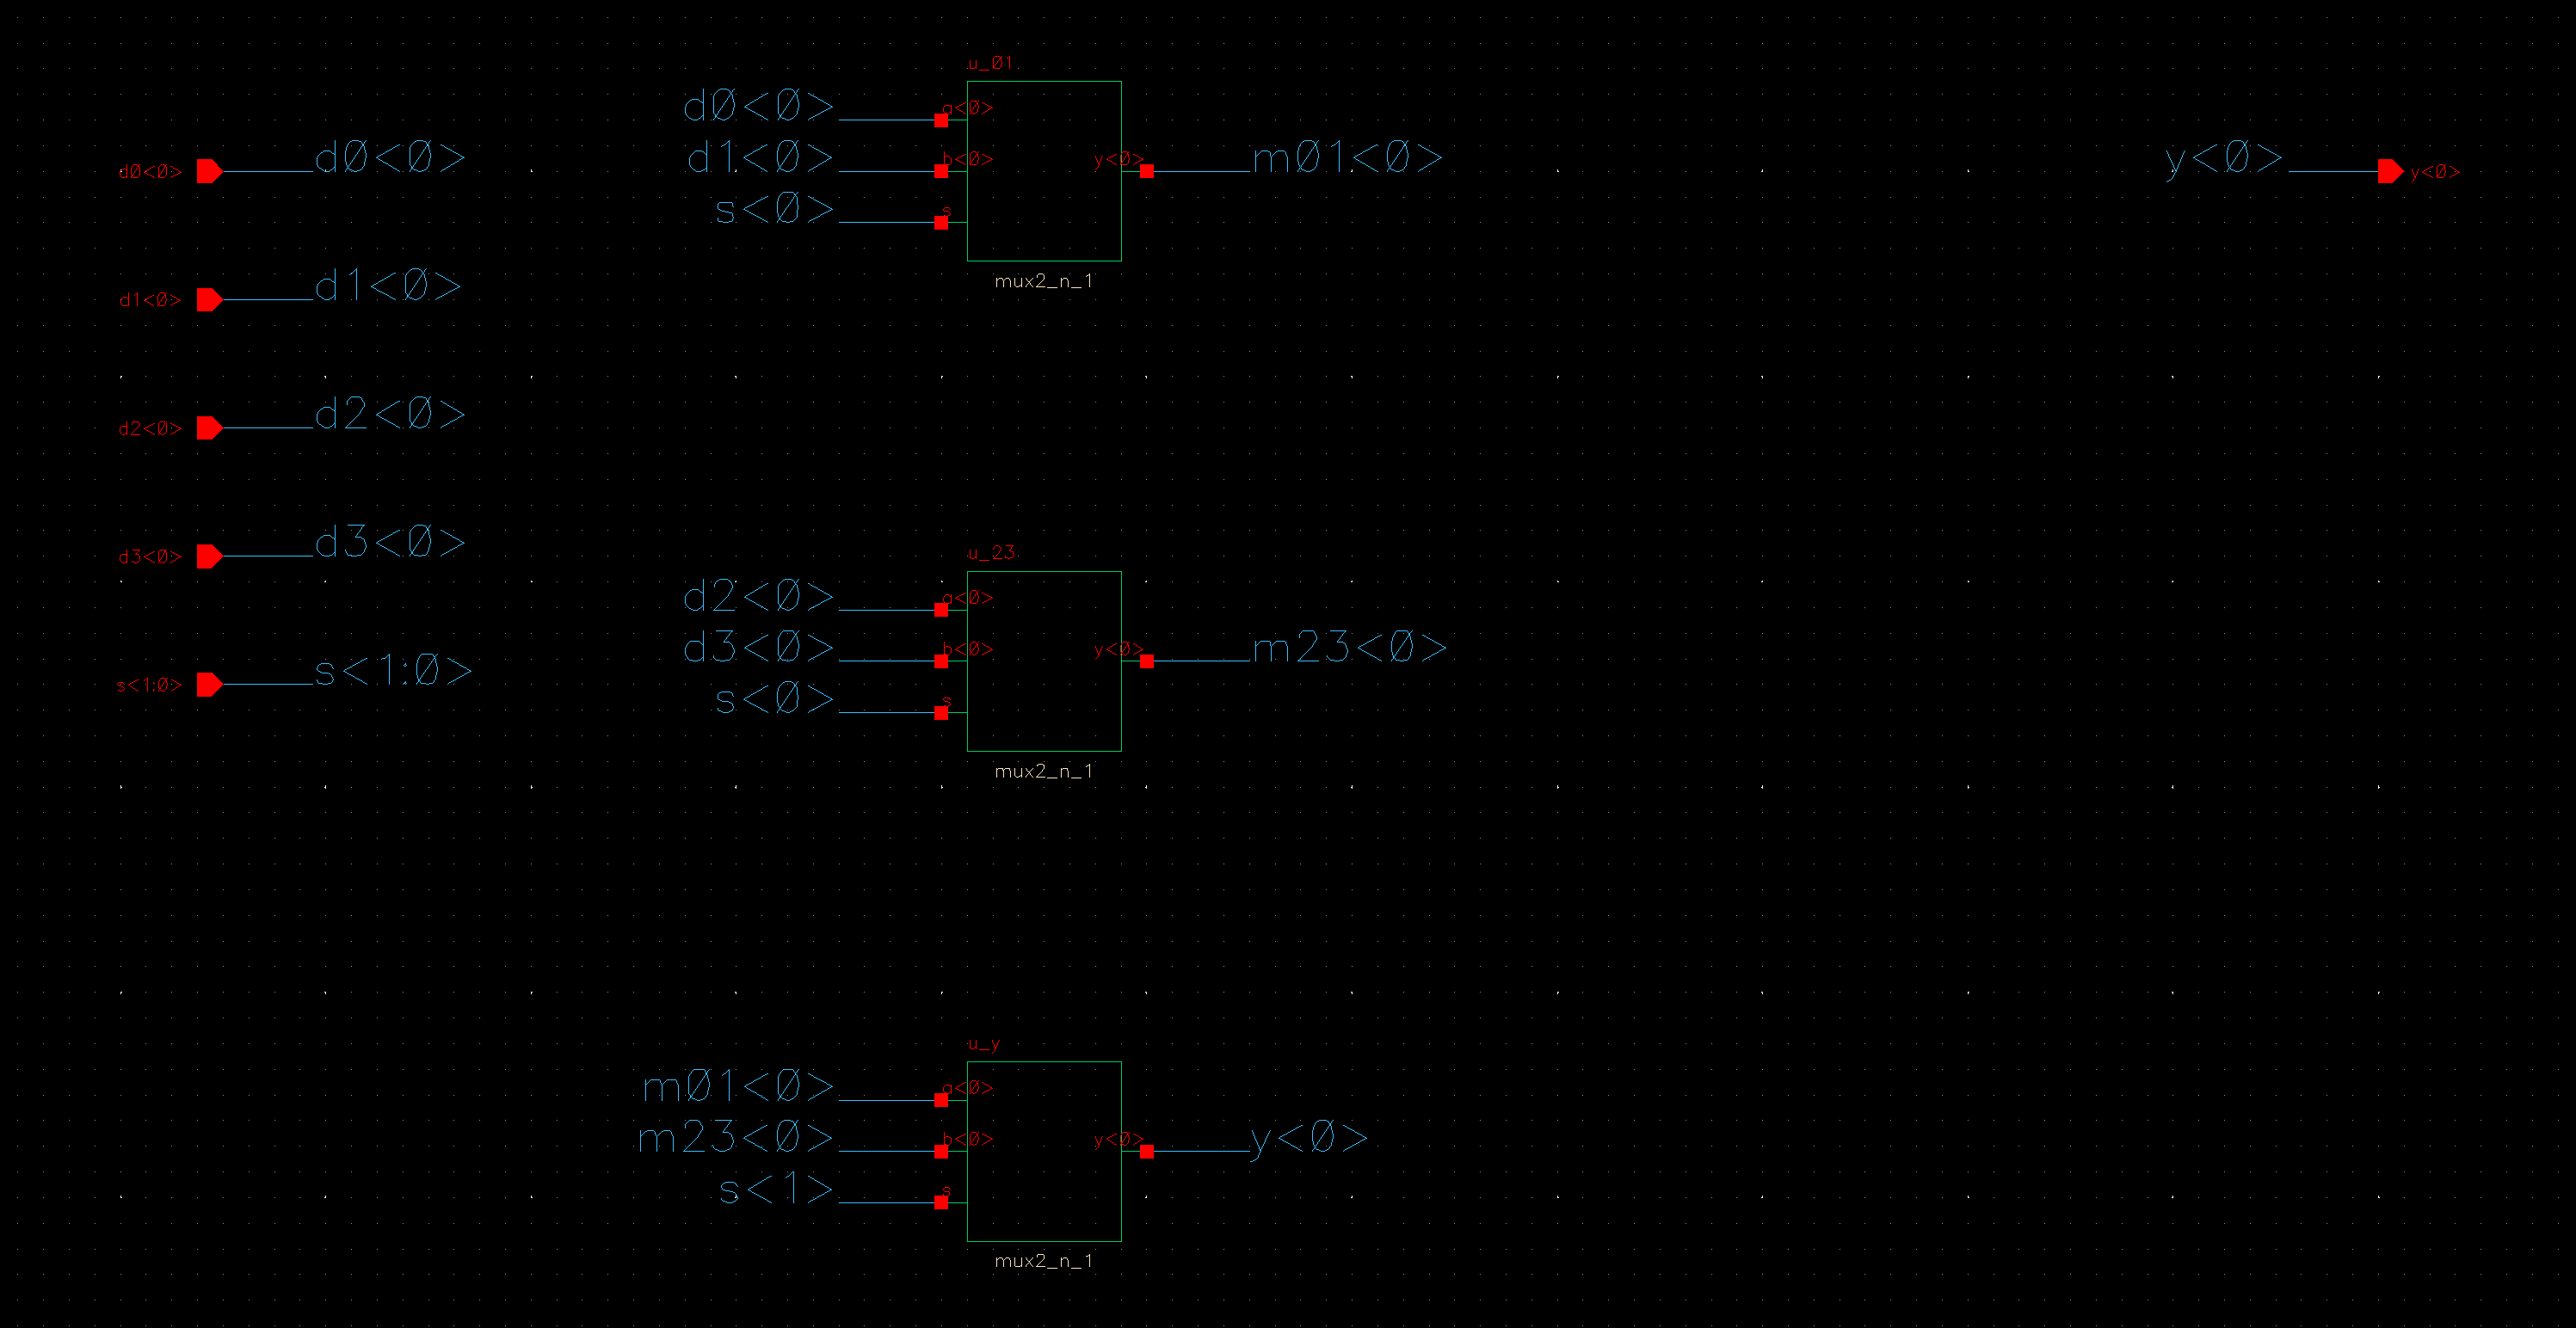 u_01
d0<0> a<0>
d1<0> b<0> y<0> m01<0>
s<0> s
mux2_n_1
d0<0> d0<0>
d1<0> d1<0>
d2<0> d2<0>
d3<0> d3<0>
s<1:0> s<1:0>
u_23
d2<0> a<0>
d3<0> b<0> y<0> m23<0>
s<0> s
mux2_n_1
u_y
m01<0> a<0>
m23<0> b<0> y<0> y<0>
s<1> s
mux2_n_1
y<0> y<0>